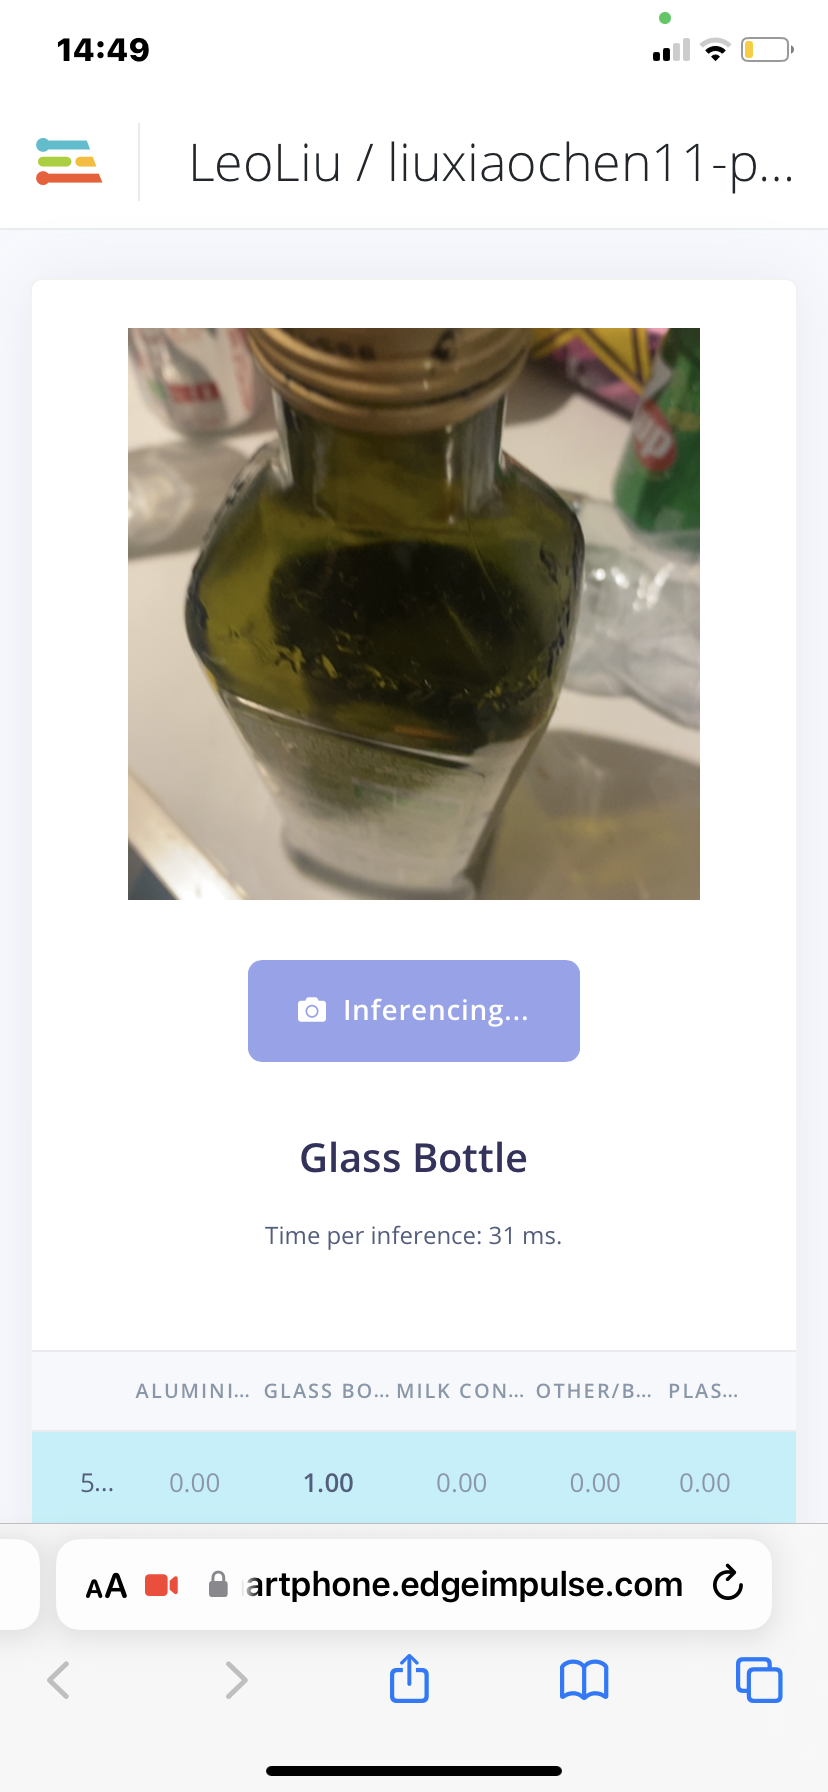 14:49
LeoLiu / liuxiaochen11-p...
up
Inferencing...
Glass Bottle
Time per inference: 31 ms.
ALUMINI... GLASS BO... MILK CON... OTHER/B... PLAS...
5... 0.00 1.00 0.00 0.00 0.00
AA artphone.edgeimpulse.com